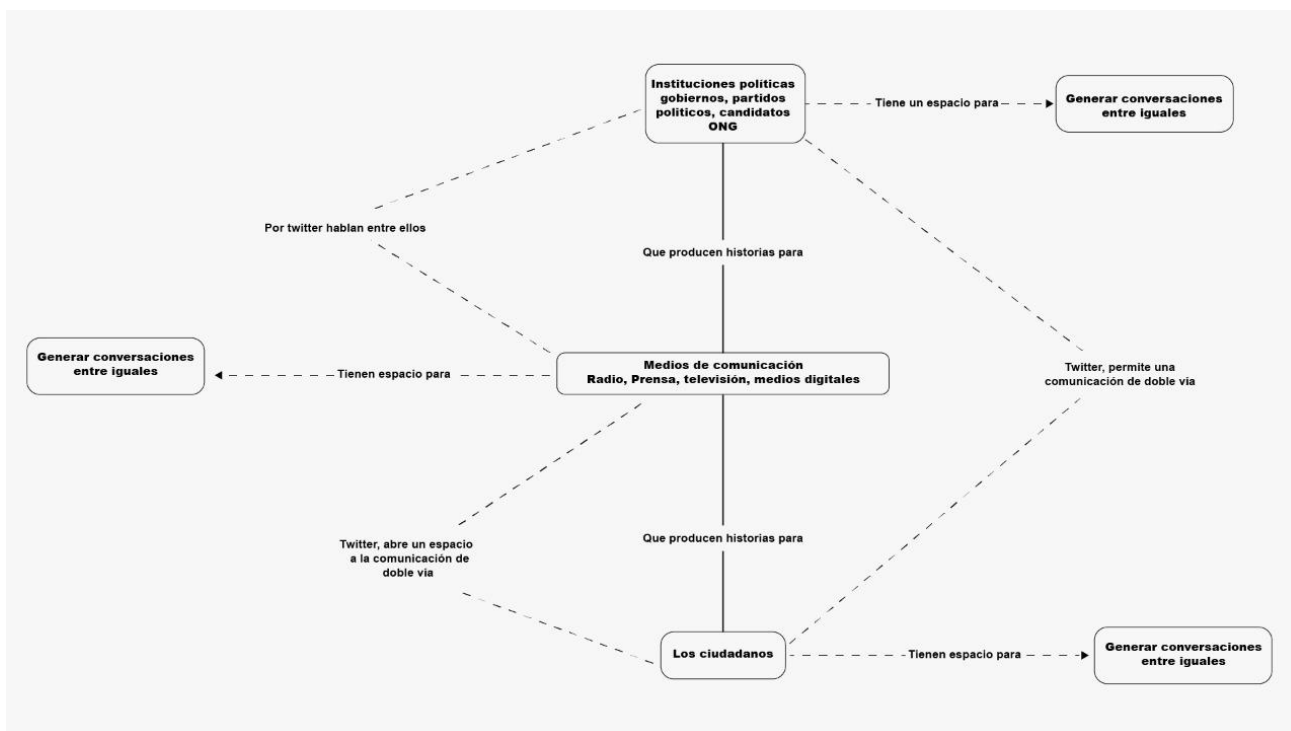 Instituciones políticas
gobiernos, partidos
políticos, candidatos
ONG
Tiene un espacio para
Generar conversaciones
entre iguales
Por twitter hablan entre ellos
Que producen historias para
Generar conversaciones
entre iguales
Tienen espacio para
Medios de comunicación
Radio, Prensa, televisión, medios digitales
Twitter, permite una
comunicación de doble vía
Twitter, abre un espacio
a la comunicación de
doble vía
Que producen historias para
Los ciudadanos
Tienen espacio para
Generar conversaciones
entre iguales